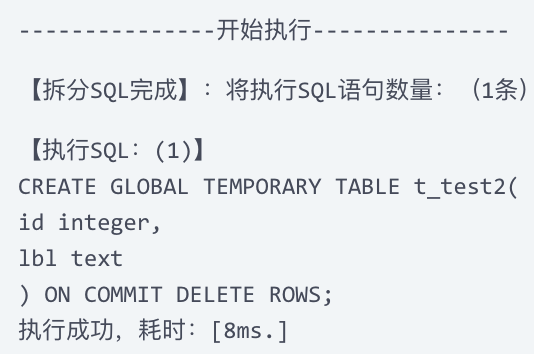 ---------------开始执行---------------
【拆分SQL完成】：将执行SQL语句数量：（1条）
【执行SQL：(1)】
CREATE GLOBAL TEMPORARY TABLE t_test2(
id integer,
lbl text
) ON COMMIT DELETE ROWS;
执行成功，耗时：[8ms.]